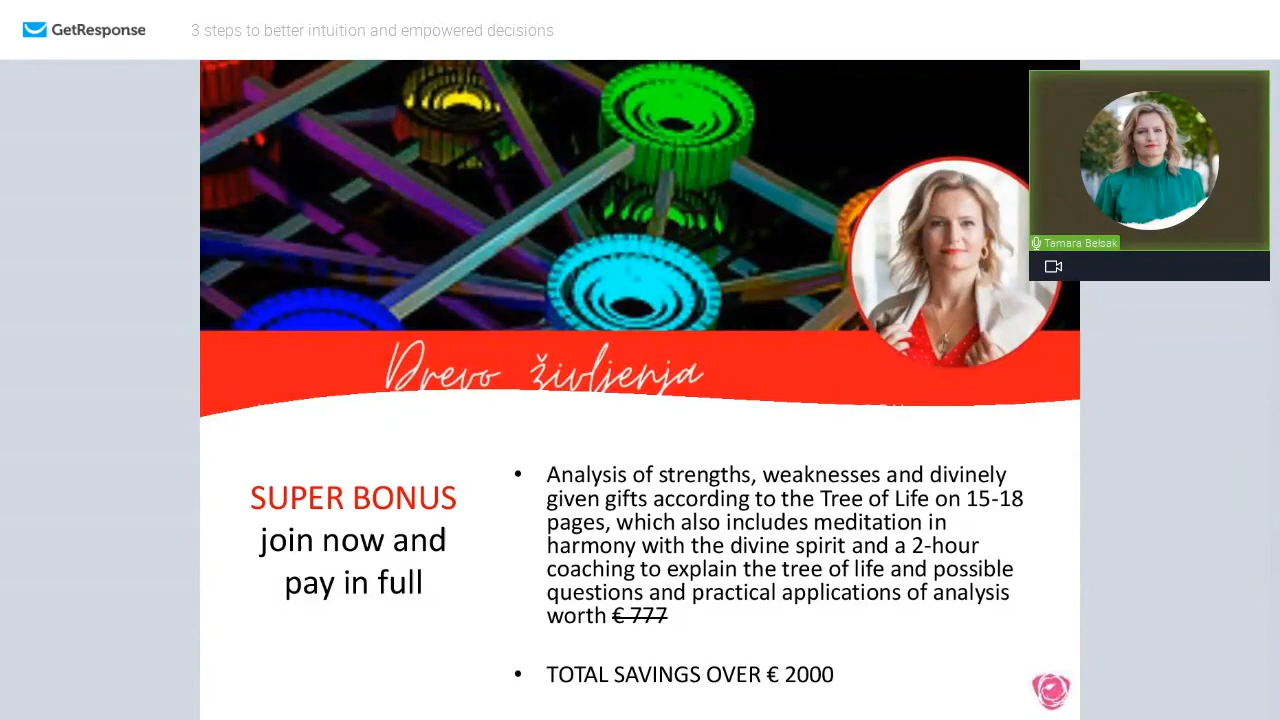 GetResponse
3 steps to better intuition and empowered decisions
Tamara Belsak
Drevo življenja
SUPER BONUS
join now and
pay in full
• Analysis of strengths, weaknesses and divinely
given gifts according to the Tree of Life on 15-18
pages, which also includes meditation in
harmony with the divine spirit and a 2-hour
coaching to explain the tree of life and possible
questions and practical applications of analysis
worth € 777
• TOTAL SAVINGS OVER € 2000